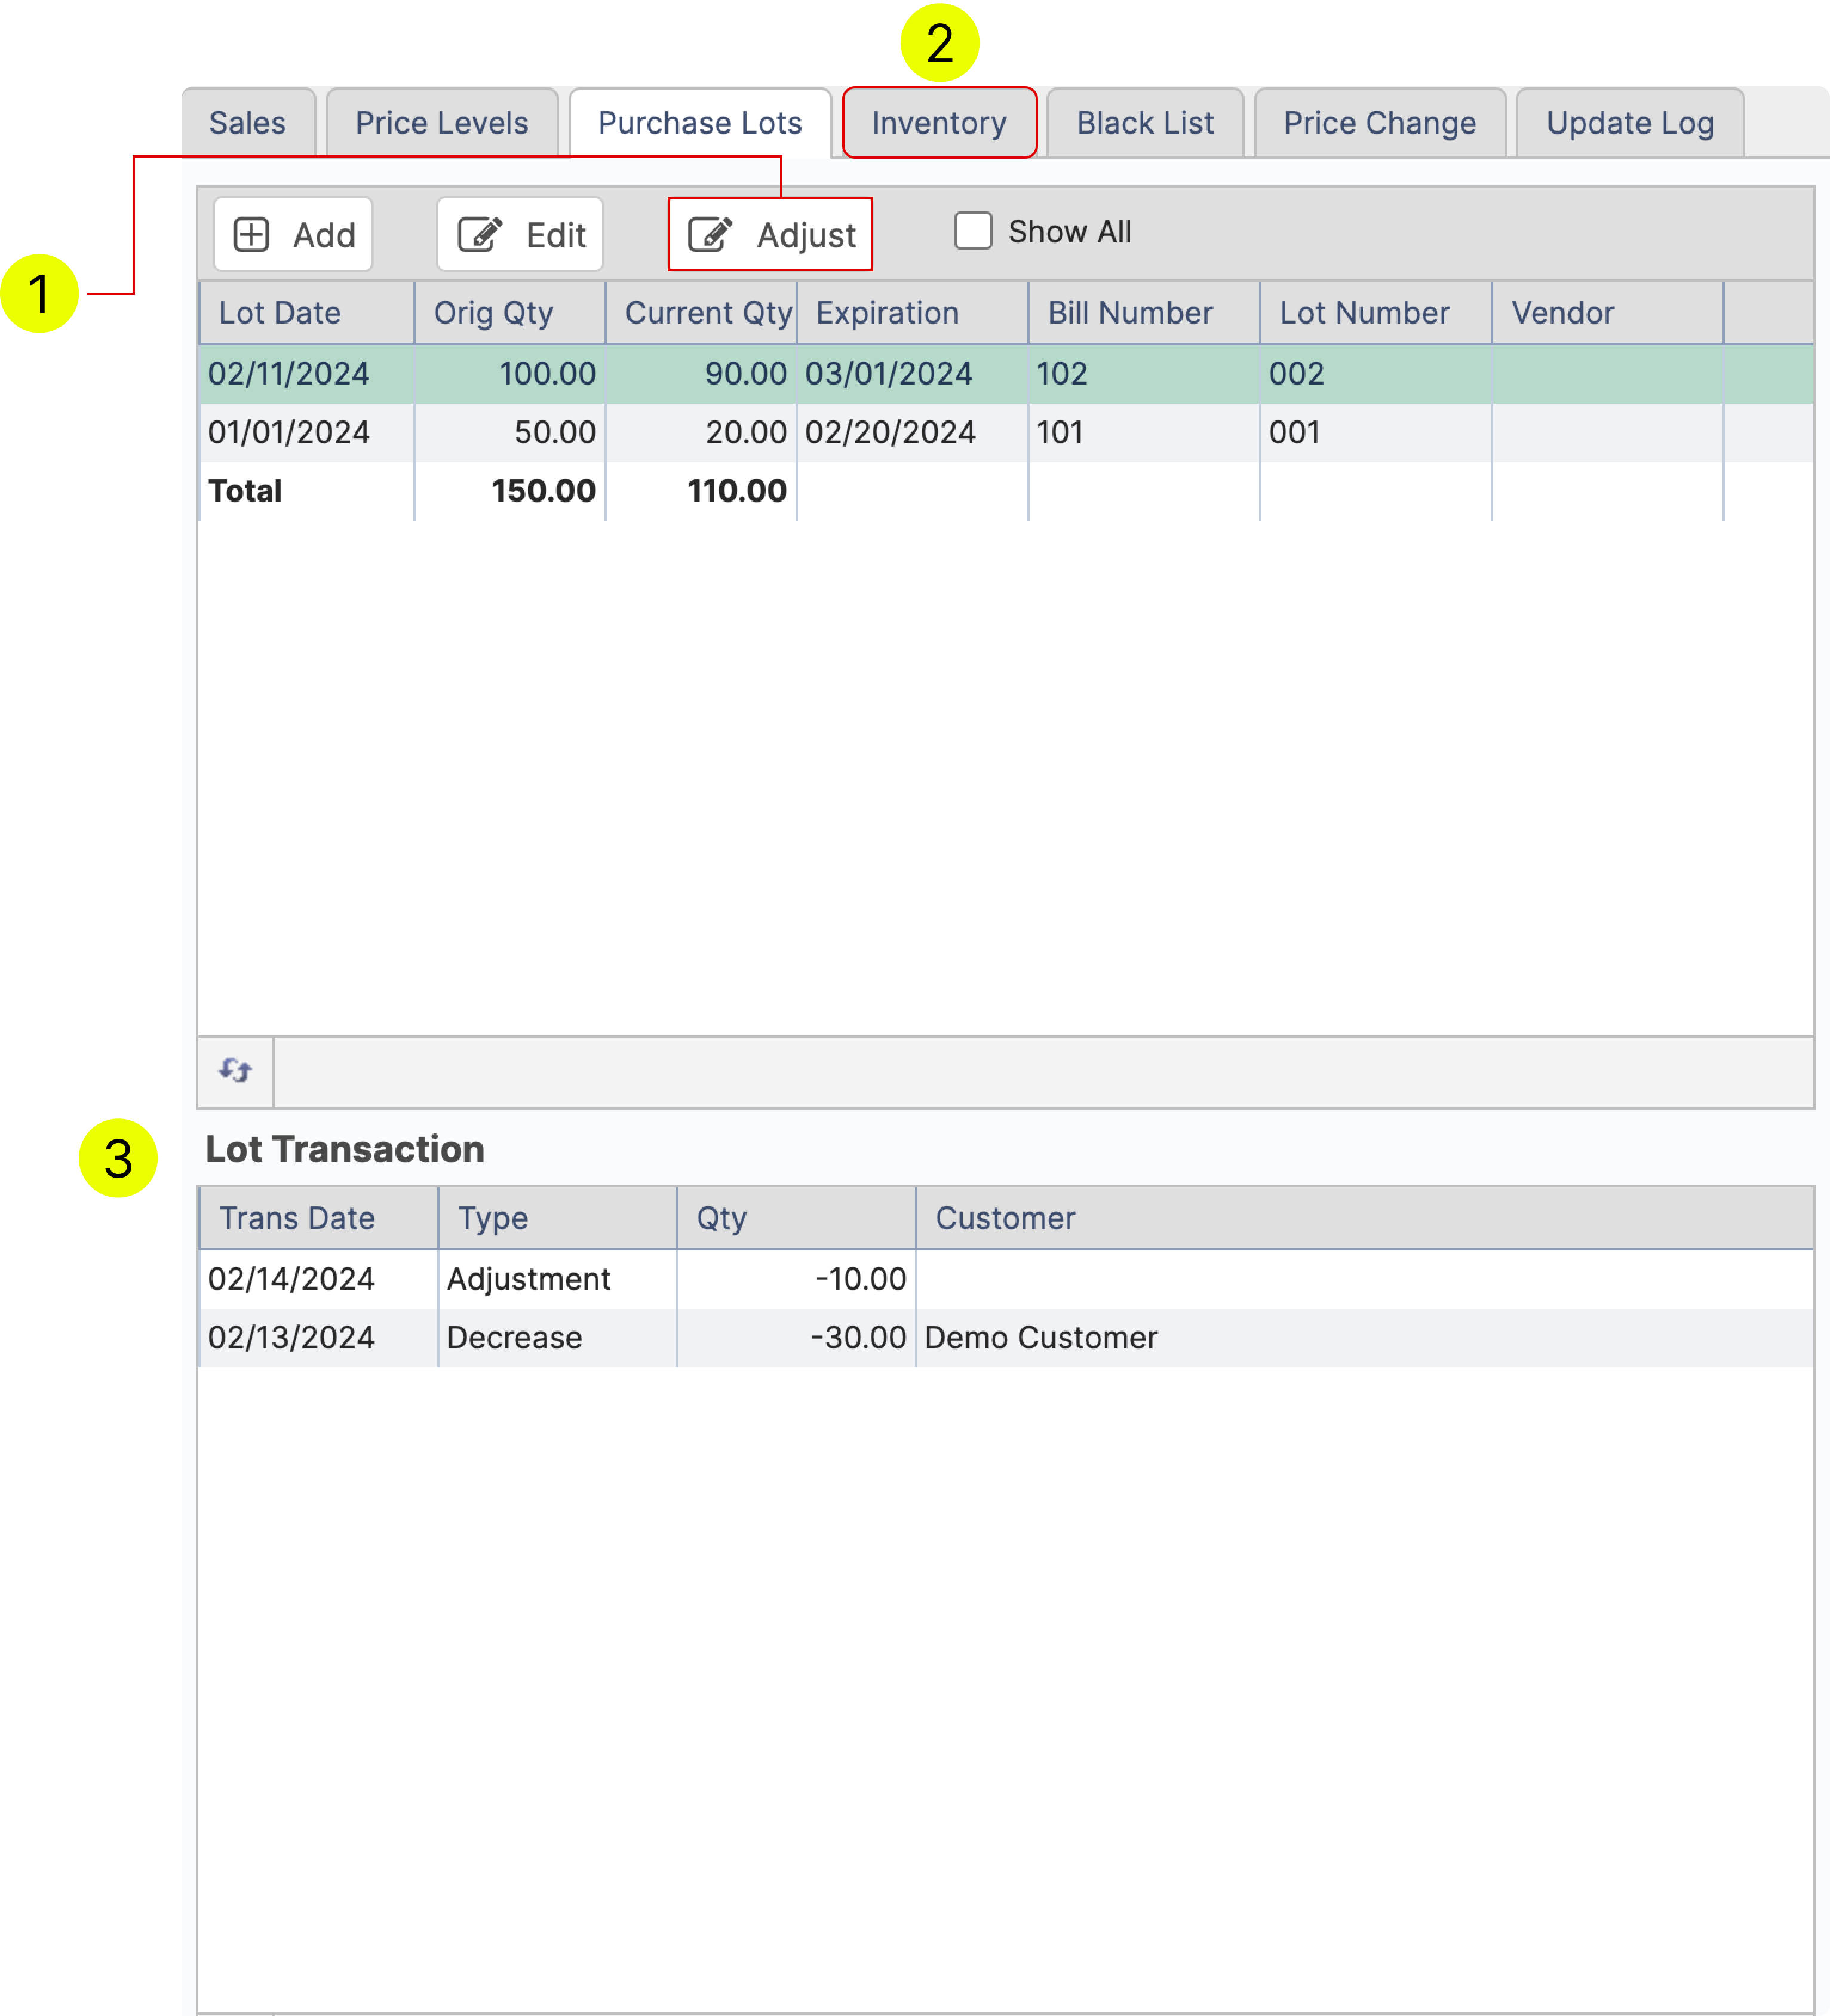 2
Sales Price Levels Purchase Lots Inventory Black List Price Change Update Log
Add Edit Adjust Show All
1
Lot Date Orig Qty Current Qty Expiration Bill Number Lot Number Vendor
02/11/2024 100.00 90.00 03/01/2024 102 002
01/01/2024 50.00 20.00 02/20/2024 101 001
Total 150.00 110.00
3
Lot Transaction
Trans Date Type Qty Customer
02/14/2024 Adjustment -10.00
02/13/2024 Decrease -30.00 Demo Customer